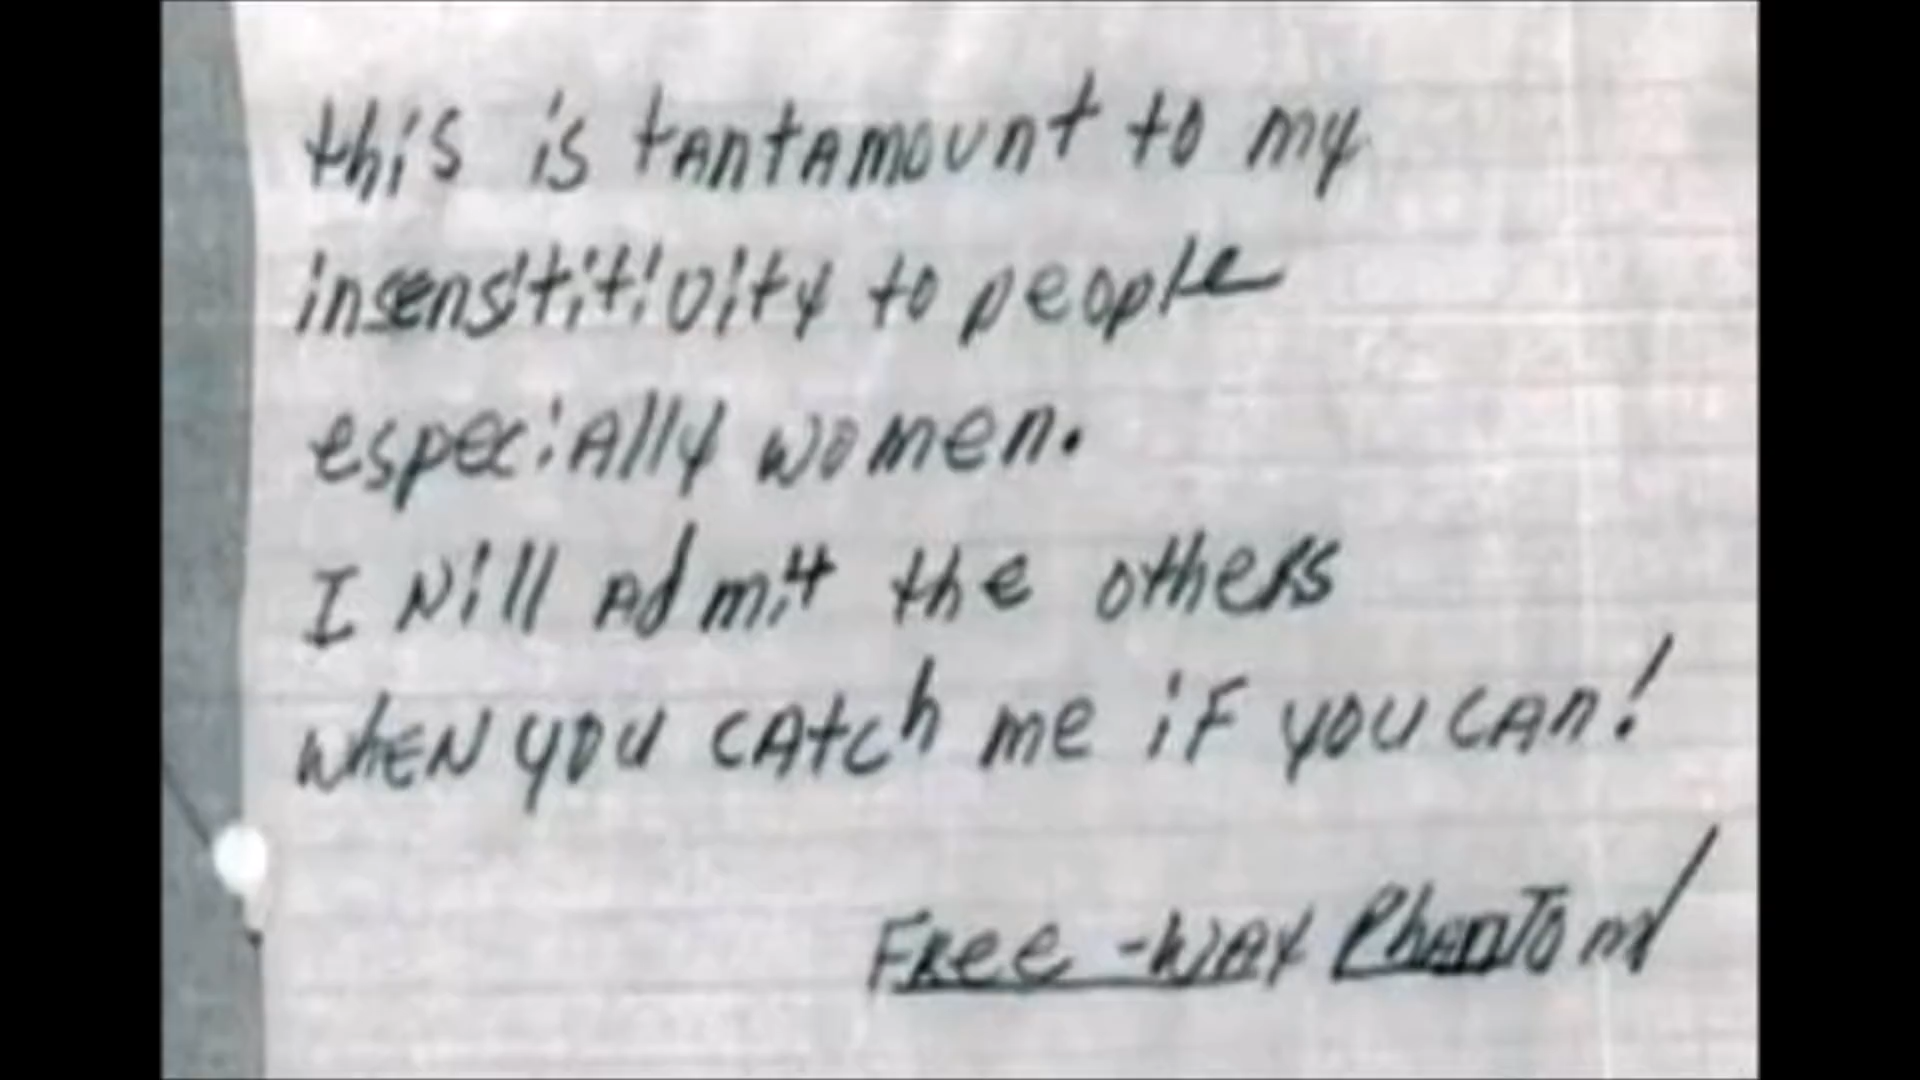 this is tantamount to my
insenstitivity to people
especially women.
I will admit the others
wHEN you catch me iF you can!
FRee-way PhanTom